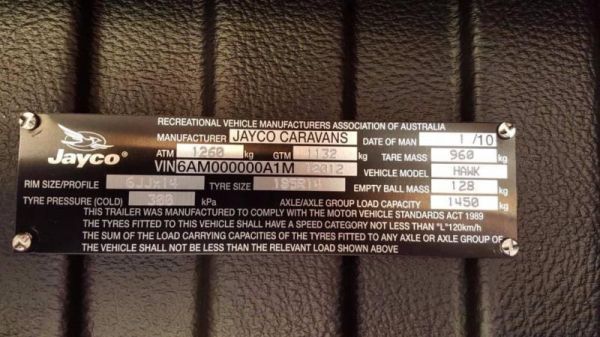 RECREATIONAL VEHICLE MANUFACTURERS ASSOCIATION OF AUSTRALIA
Jayco®
MANUFACTURER JAYCO CARAVANS DATE OF MAN 1/10
ATM 1260 kg GTM 1132 kg TARE MASS 960 kg
VIN 6AM000000A1M VEHICLE MODEL HAWK
RIM SIZE/PROFILE 6JJx14 TYRE SIZE 185R14 EMPTY BALL MASS 128 kg
TYRE PRESSURE (COLD) 300 kPa AXLE/AXLE GROUP LOAD CAPACITY 1450 kg
THIS TRAILER WAS MANUFACTURED TO COMPLY WITH THE MOTOR VEHICLE STANDARDS ACT 1989
THE TYRES FITTED TO THIS VEHICLE SHALL HAVE A SPEED CATEGORY NOT LESS THAN "L"120km/h
THE SUM OF THE LOAD CARRYING CAPACITIES OF THE TYRES FITTED TO ANY AXLE OR AXLE GROUP OF
THE VEHICLE SHALL NOT BE LESS THAN THE RELEVANT LOAD SHOWN ABOVE